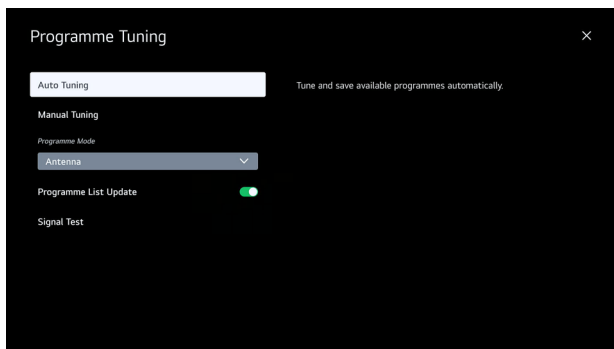 Programme Tuning
Auto Tuning
Tune and save available programmes automatically.
Manual Tuning
Programme Mode
Antenna
Programme List Update
Signal Test